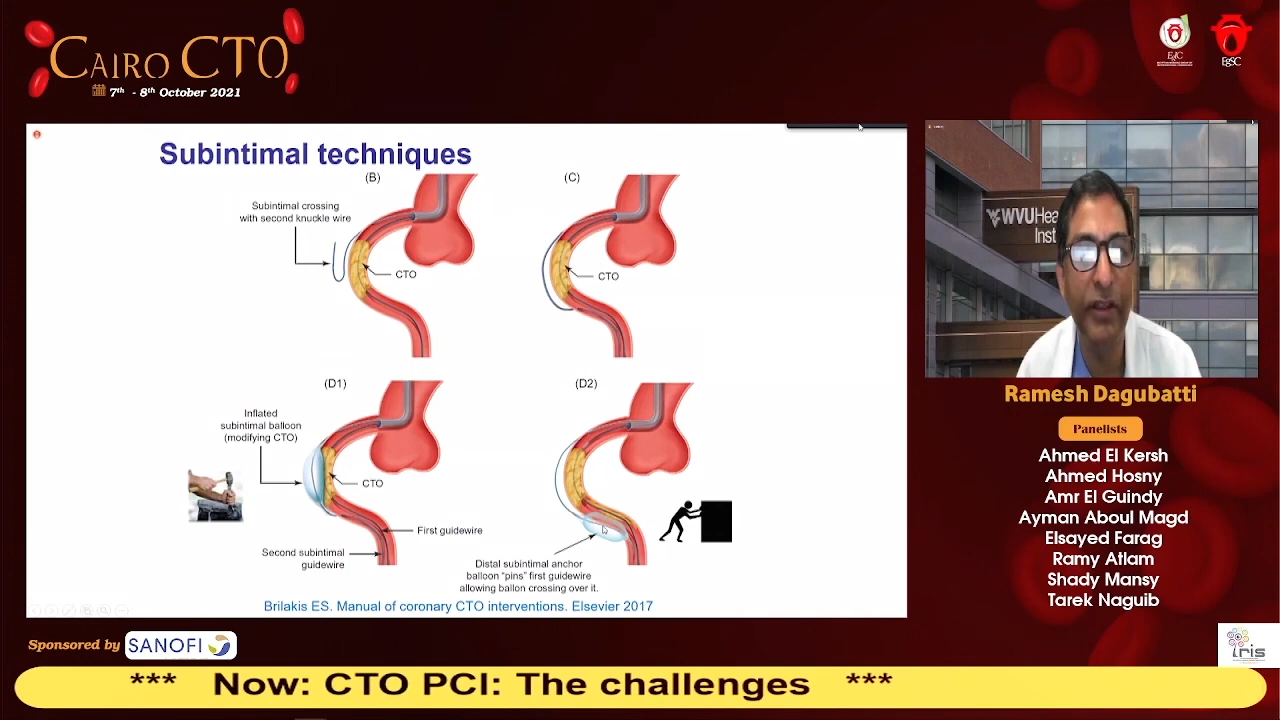 CAIRO CTO
7th - 8th October 2021
EgSC
Subintimal techniques
(B)
(C)
Subintimal crossing
with second knuckle wire
CTO
CTO
(D1)
(D2)
Inflated
subintimal balloon
(modifying CTO)
CTO
First guidewire
Second subintimal
guidewire
Distal subintimal anchor
balloon "pins" first guidewire
allowing ballon crossing over it.
Brilakis ES. Manual of coronary CTO interventions. Elsevier 2017
WVUHea
Inst
Ramesh Dagubatti
Panelists
Ahmed El Kersh
Ahmed Hosny
Amr El Guindy
Ayman Aboul Magd
Elsayed Farag
Ramy Atlam
Shady Mansy
Tarek Naguib
Sponsored by SANOFI
iris
*** Now: CTO PCI: The challenges ***